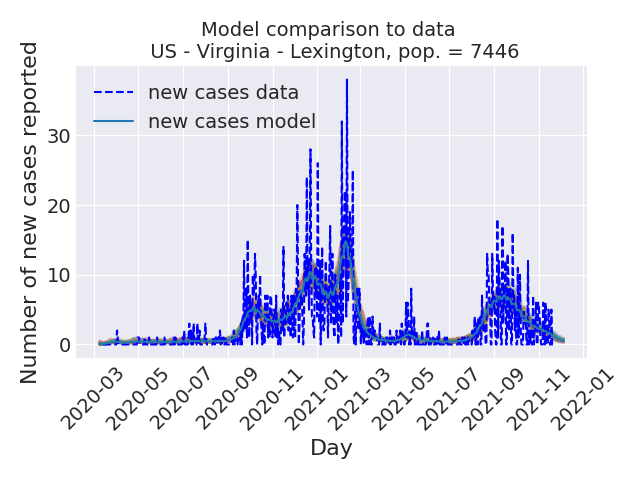 Model comparison to data
US - Virginia - Lexington, pop. = 7446
new cases data
new cases model
Number of new cases reported
30
20
10
0
2020-03
2020-05
2020-07
2020-09
2020-11
2021-01
2021-03
2021-05
2021-07
2021-09
2021-11
2022-01
Day